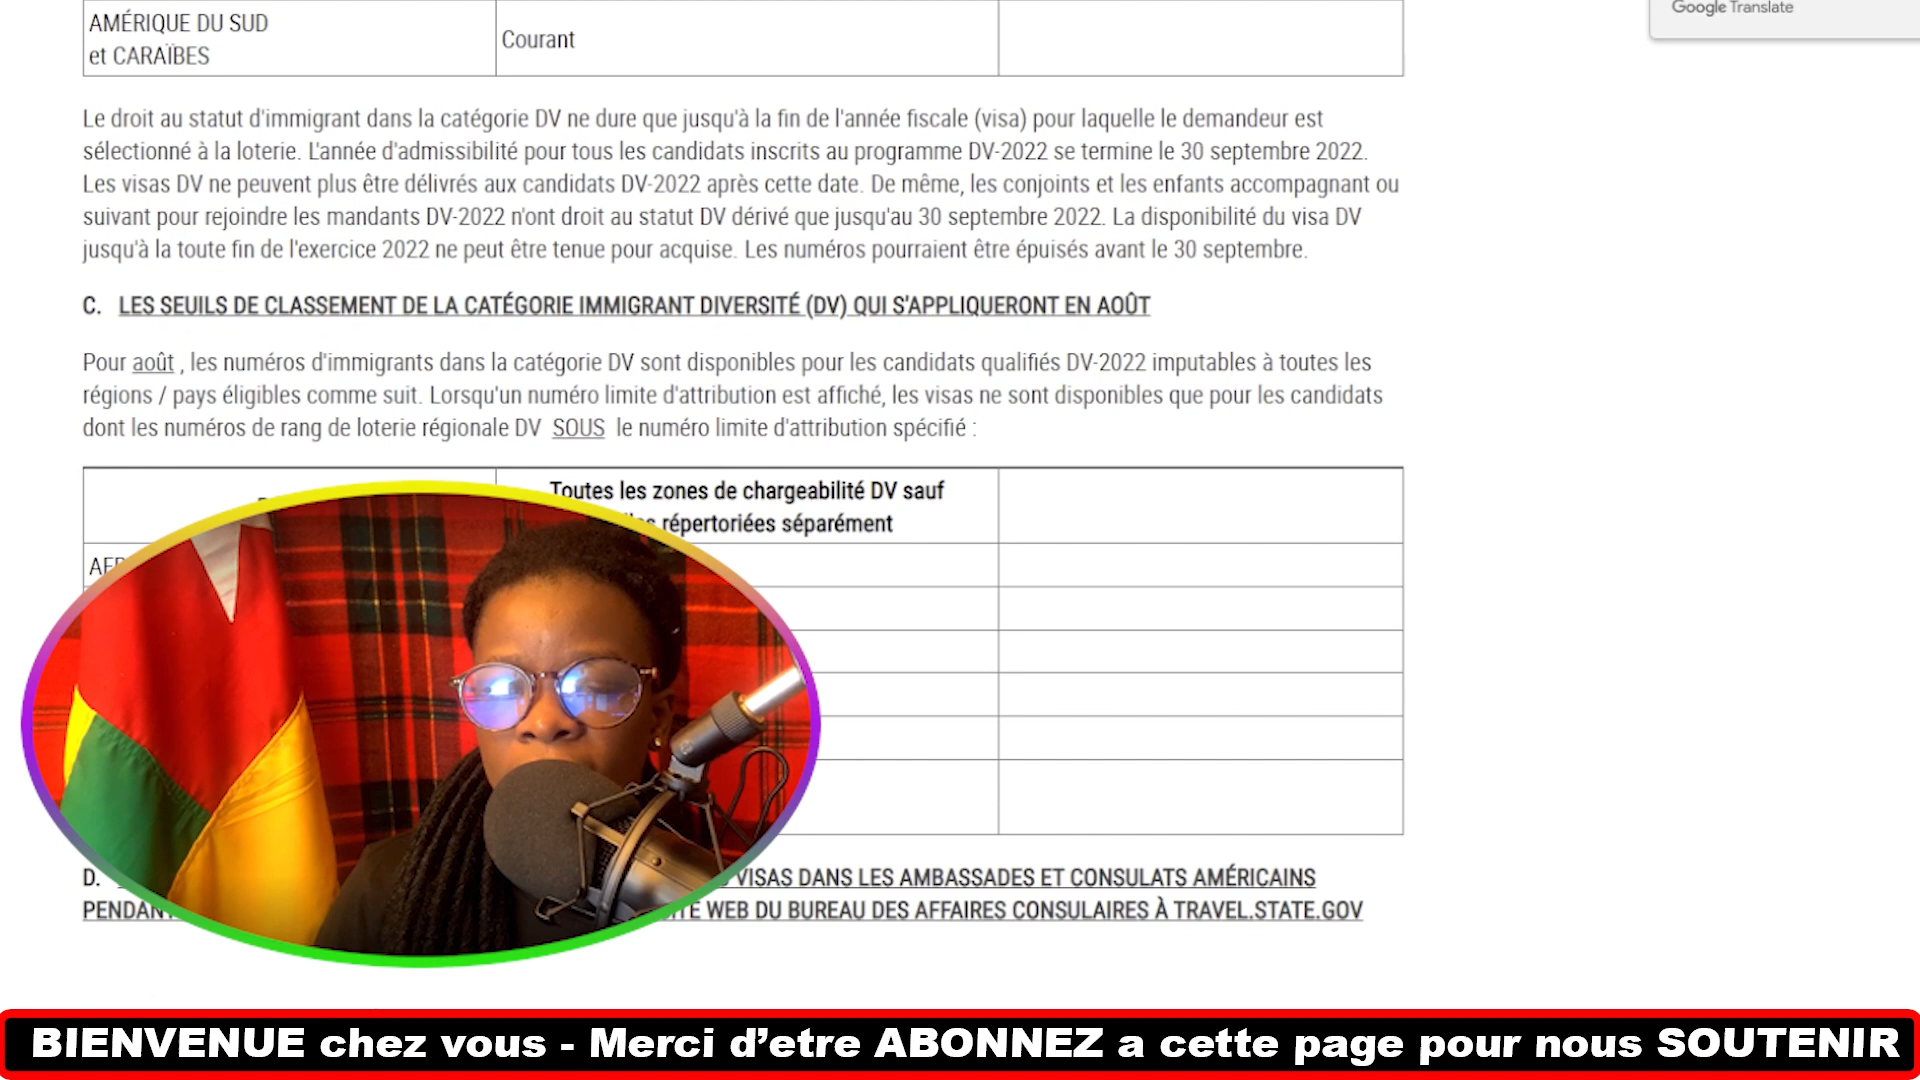 Google Translate
AMÉRIQUE DU SUD
et CARAÏBES
Courant
Le droit au statut d'immigrant dans la catégorie DV ne dure que jusqu'à la fin de l'année fiscale (visa) pour laquelle le demandeur est
sélectionné à la loterie. L'année d'admissibilité pour tous les candidats inscrits au programme DV-2022 se termine le 30 septembre 2022.
Les visas DV ne peuvent plus être délivrés aux candidats DV-2022 après cette date. De même, les conjoints et les enfants accompagnant ou
suivant pour rejoindre les mandants DV-2022 n'ont droit au statut DV dérivé que jusqu'au 30 septembre 2022. La disponibilité du visa DV
jusqu'à la toute fin de l'exercice 2022 ne peut être tenue pour acquise. Les numéros pourraient être épuisés avant le 30 septembre.
C. LES SEUILS DE CLASSEMENT DE LA CATÉGORIE IMMIGRANT DIVERSITÉ (DV) QUI S'APPLIQUERONT EN AOÛT
Pour août , les numéros d'immigrants dans la catégorie DV sont disponibles pour les candidats qualifiés DV-2022 imputables à toutes les
régions / pays éligibles comme suit. Lorsqu'un numéro limite d'attribution est affiché, les visas ne sont disponibles que pour les candidats
dont les numéros de rang de loterie régionale DV SOUS le numéro limite d'attribution spécifié :
Toutes les zones de chargeabilité DV sauf
répertoriées séparément
D. VISAS DANS LES AMBASSADES ET CONSULATS AMÉRICAINS
WEB DU BUREAU DES AFFAIRES CONSULAIRES À TRAVEL.STATE.GOV
BIENVENUE chez vous - Merci d'etre ABONNEZ a cette page pour nous SOUTENIR